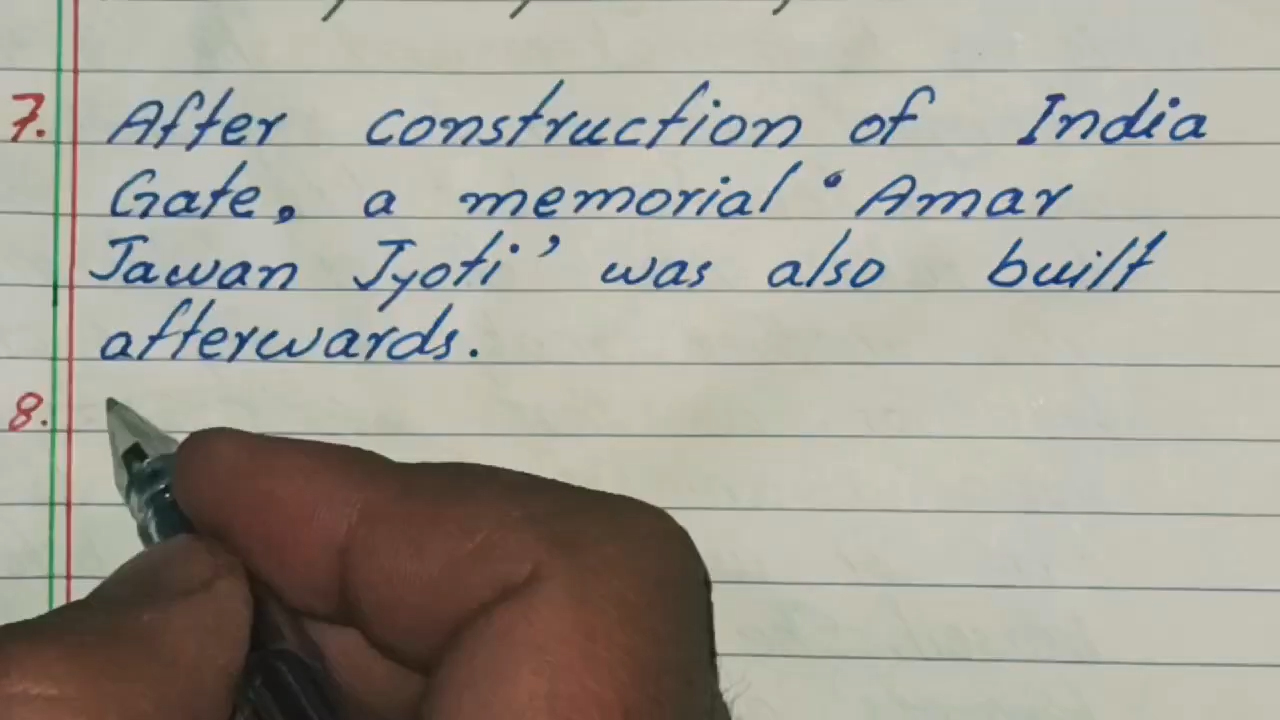 7. After construction of India
Gate, a memorial 'Amar
Jawan Jyoti' was also built
afterwards.
8.